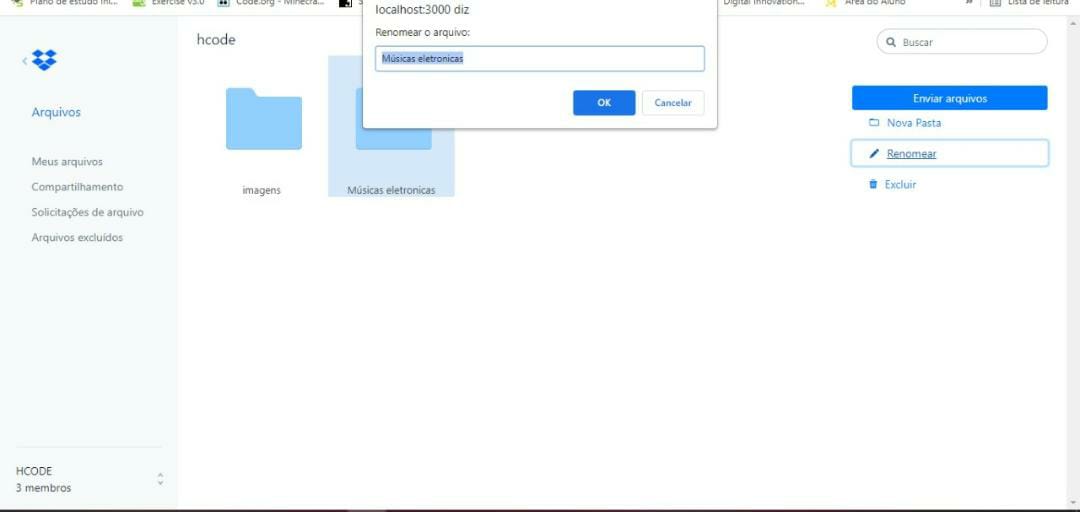 Plano de estudo Ini...
Exercise v3.0
Code.org - Minecra...
Digital Innovation...
Área do Aluno
»
Lista de leitura
localhost:3000 diz
Renomear o arquivo:
Músicas eletronicas
OK
Cancelar
hcode
Buscar
Arquivos
Meus arquivos
Compartilhamento
Solicitações de arquivo
Arquivos excluídos
imagens
Músicas eletronicas
Enviar arquivos
Nova Pasta
Renomear
Excluir
HCODE
3 membros